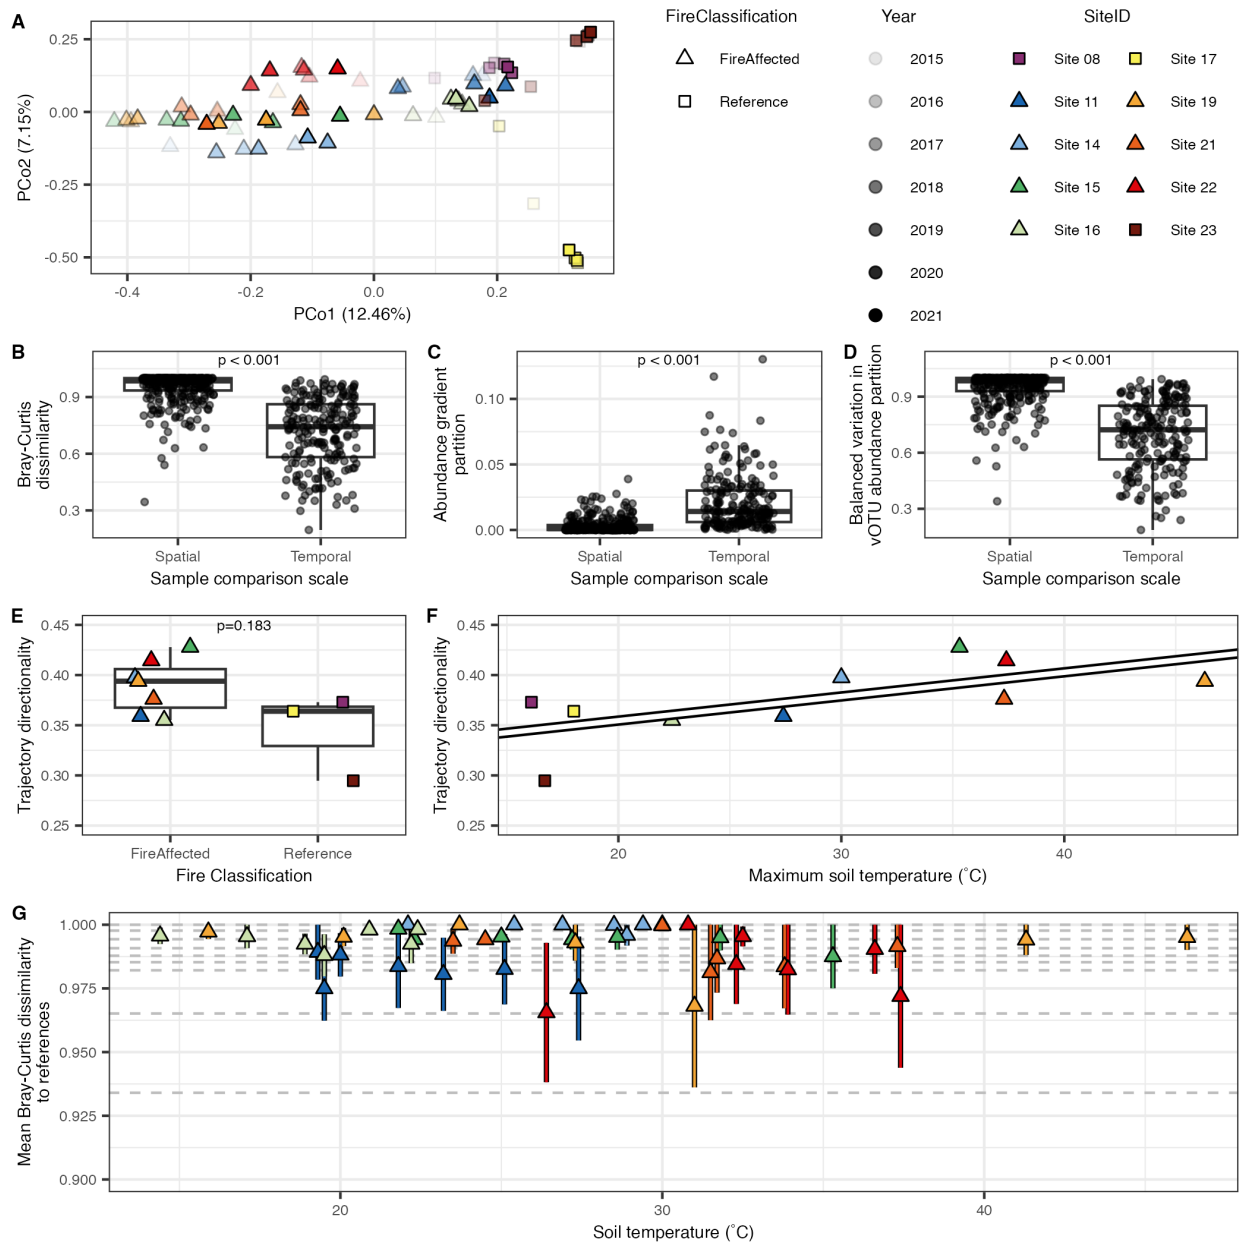 A
0.25
0.00
-0.25
-0.50
PCo2 (7.15%)
-0.4
-0.2
0.0
0.2
PCo1 (12.46%)
FireClassification
FireAffected
Reference
Year
2015
2016
2017
2018
2019
2020
2021
SiteID
Site 08
Site 11
Site 14
Site 15
Site 16
Site 17
Site 19
Site 21
Site 22
Site 23
B
p < 0.001
0.9
0.6
0.3
Bray-Curtis
dissimilarity
Spatial
Temporal
Sample comparison scale
C
p < 0.001
0.10
0.05
0.00
Abundance gradient
partition
Spatial
Temporal
Sample comparison scale
D
p < 0.001
0.9
0.6
0.3
Balanced variation in
vOTU abundance partition
Spatial
Temporal
Sample comparison scale
E
p=0.183
0.45
0.40
0.35
0.30
0.25
Trajectory directionality
FireAffected
Reference
Fire Classification
F
0.45
0.40
0.35
0.30
0.25
Trajectory directionality
20
30
40
Maximum soil temperature (°C)
G
1.000
0.975
0.950
0.925
0.900
Mean Bray-Curtis dissimilarity
to references
20
30
40
Soil temperature (°C)